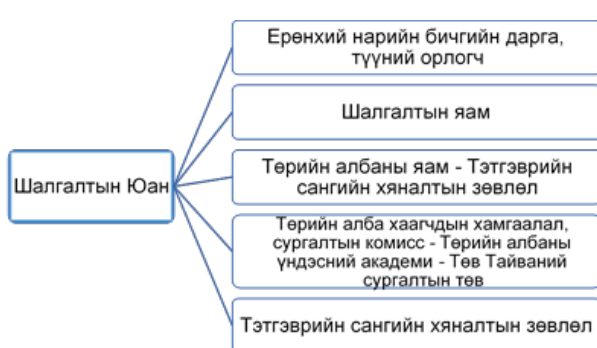 Ерөнхий нарийн бичгийн дарга,
түүний орлогч
Шалгалтын яам
Шалгалтын Юан
Төрийн албаны яам - Тэтгэврийн
сангийн хяналтын зөвлөл
Төрийн алба хаагчдын хамгаалал,
сургалтын комисс - Төрийн албаны
үндэсний академи - Төв Тайваний
сургалтын төв
Тэтгэврийн сангийн хяналтын зөвлөл